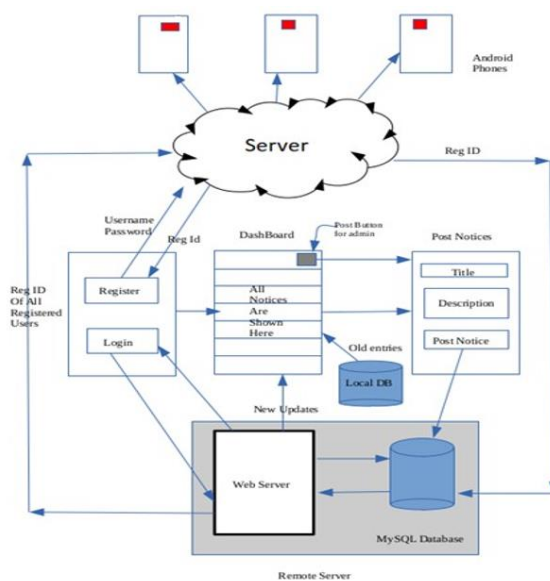 Android
Phones
Server
Reg ID
Username
Password
Reg Id
DashBoard
Post Button
for admin
Post Notices
Reg ID
Of All
Registered
Users
Register
Login
All
Notices
Are
Shown
Here
Title
Description
Post Notice
Old entries
Local DB
New Updates
Web Server
MySQL Database
Remote Server